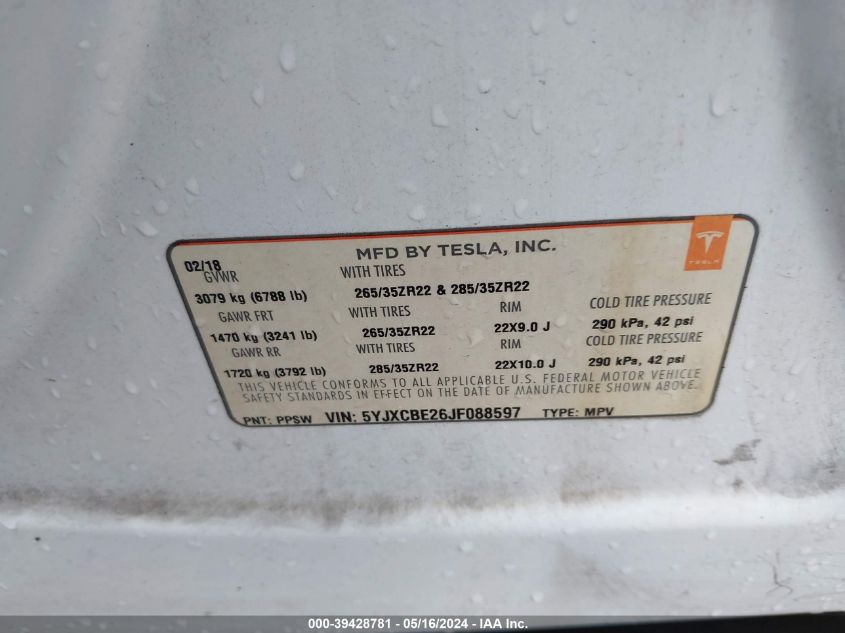 MFD BY TESLA, INC.
TESLA
02/18
GVWR WITH TIRES
3079 kg (6788 lb) 265/35ZR22 & 285/35ZR22
GAWR FRT WITH TIRES RIM COLD TIRE PRESSURE
1470 kg (3241 lb) 265/35ZR22 22X9.0 J 290 kPa, 42 psi
GAWR RR WITH TIRES RIM COLD TIRE PRESSURE
1720 kg (3792 lb) 285/35ZR22 22X10.0 J 290 kPa, 42 psi
THIS VEHICLE CONFORMS TO ALL APPLICABLE U.S. FEDERAL MOTOR VEHICLE
SAFETY STANDARDS IN EFFECT ON THE DATE OF MANUFACTURE SHOWN ABOVE.
PNT: PPSW VIN: 5YJXCBE26JF088597 TYPE: MPV
000-39428781 - 05/16/2024 - IAA Inc.